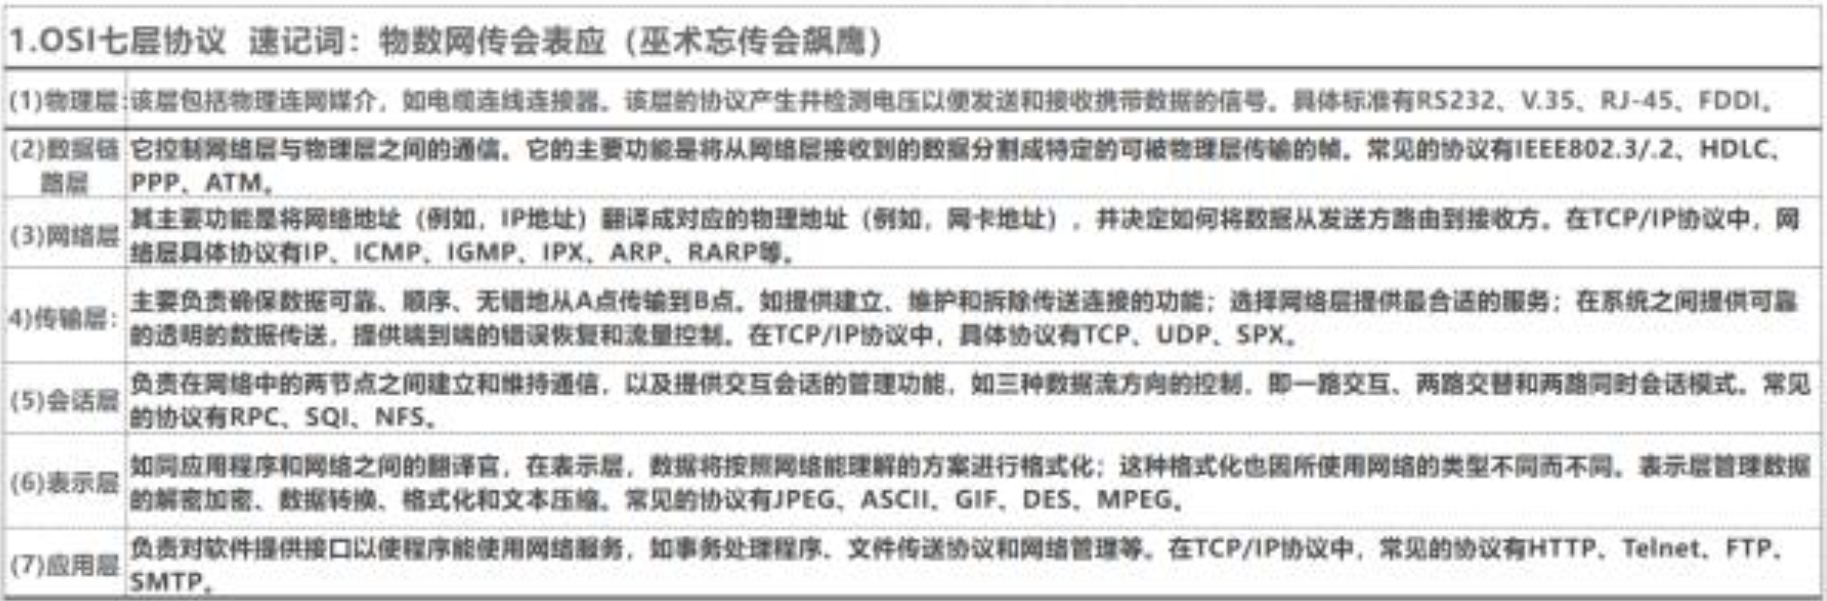 1.OSI七层协议 速记词：物数网传会表应（巫术忘传会飙鹰）
(1)物理层:该层包括物理连网媒介，如电缆连线连接器。该层的协议产生并检测电压以便发送和接收携带数据的信号。具体标准有RS232、V.35、RJ-45、FDDI。
(2)数据链
路层
它控制网络层与物理层之间的通信。它的主要功能是将从网络层接收到的数据分割成特定的可被物理层传输的帧。常见的协议有IEEE802.3/.2、HDLC、
PPP、ATM。
(3)网络层
其主要功能是将网络地址（例如，IP地址）翻译成对应的物理地址（例如，网卡地址），并决定如何将数据从发送方路由到接收方。在TCP/IP协议中，网
络层具体协议有IP、ICMP、IGMP、IPX、ARP、RARP等。
4)传输层：
主要负责确保数据可靠、顺序、无错地从A点传输到B点。如提供建立、维护和拆除传送连接的功能；选择网络层提供最合适的服务；在系统之间提供可靠
的透明的数据传送，提供端到端的错误恢复和流量控制。在TCP/IP协议中，具体协议有TCP、UDP、SPX。
(5)会话层
负责在网络中的两节点之间建立和维持通信，以及提供交互会话的管理功能，如三种数据流方向的控制，即一路交互、两路交替和两路同时会话模式。常见
的协议有RPC、SQI、NFS。
(6)表示层
如同应用程序和网络之间的翻译官，在表示层，数据将按照网络能理解的方案进行格式化；这种格式化也因所使用网络的类型不同而不同。表示层管理数据
的解密加密、数据转换、格式化和文本压缩。常见的协议有JPEG、ASCII、GIF、DES、MPEG。
(7)应用层
负责对软件提供接口以使程序能使用网络服务，如事务处理程序、文件传送协议和网络管理等。在TCP/IP协议中，常见的协议有HTTP、Telnet、FTP、
SMTP。